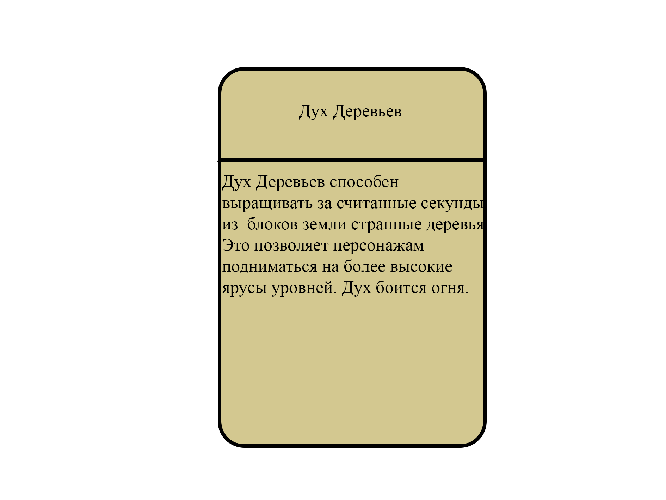 Дух Деревьев
Дух Деревьев способен
выращивать за считанные секунды
из блоков земли странные деревья
Это позволяет персонажам
подниматься на более высокие
ярусы уровней. Дух боится огня.